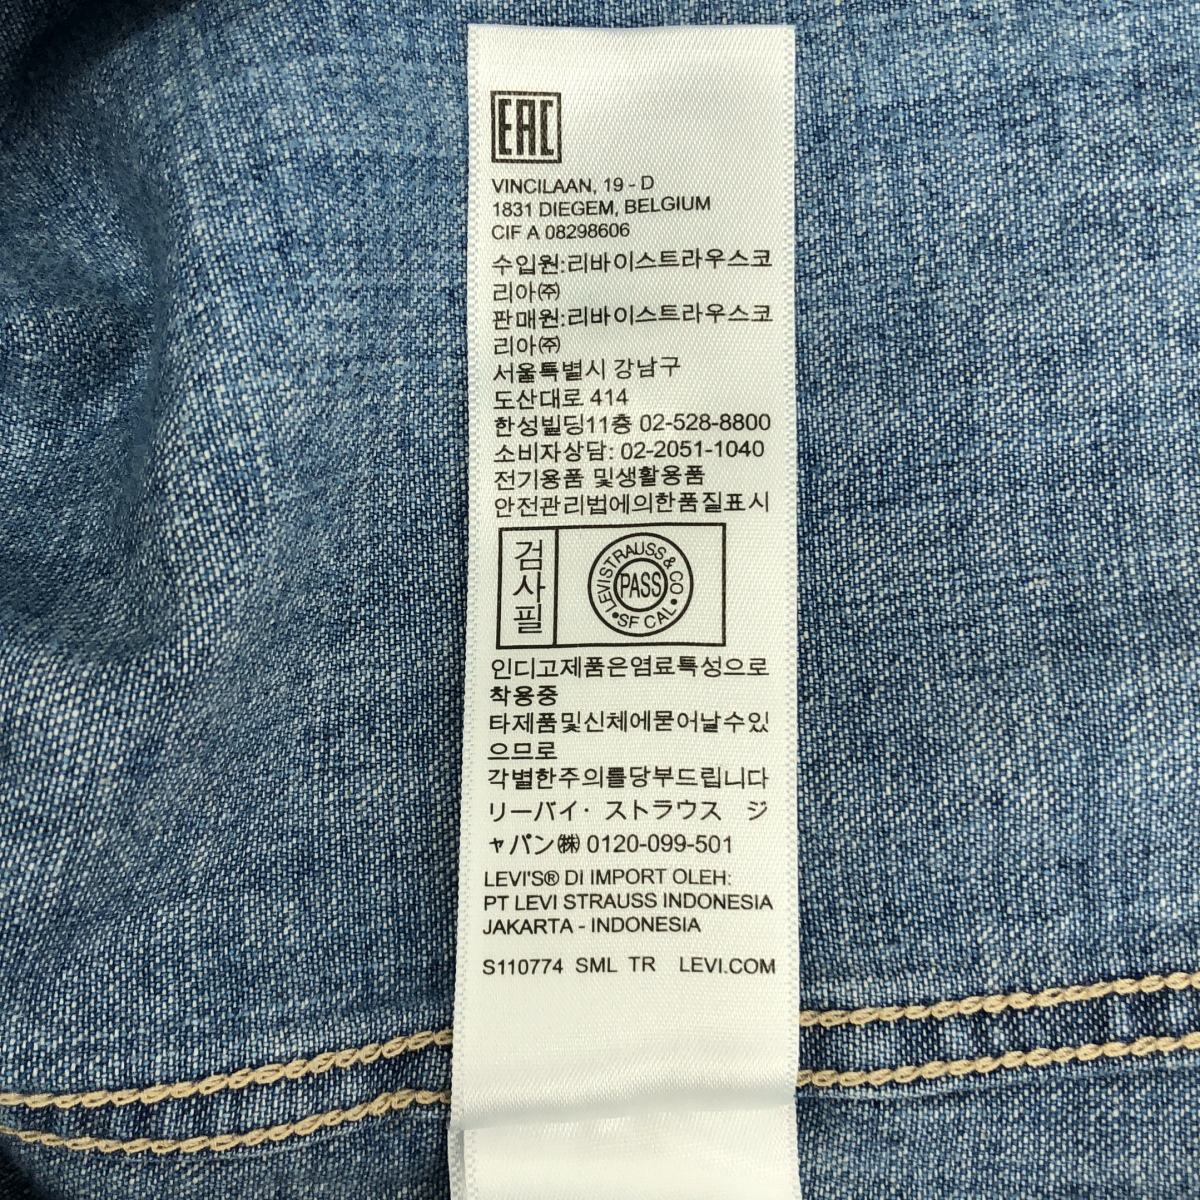 EAC
VINCILAAN, 19 - D
1831 DIEGEM, BELGIUM
CIF A 08298606
수입원:리바이스트라우스코
리아㈜
판매원:리바이스트라우스코
리아㈜
서울특별시 강남구
도산대로 414
한성빌딩11층 02-528-8800
소비자상담: 02-2051-1040
전기용품 및생활용품
안전관리법에의한품질표시
검사필
LEVI STRAUSS & CO
PASS
SF CAL
인디고제품은염료특성으로
착용중
타제품및신체에묻어날수있
으므로
각별한주의를당부드립니다
リーバイ・ストラウス ジ
ャパン㈱ 0120-099-501
LEVI'S® DI IMPORT OLEH:
PT LEVI STRAUSS INDONESIA
JAKARTA - INDONESIA
S110774 SML TR LEVI.COM